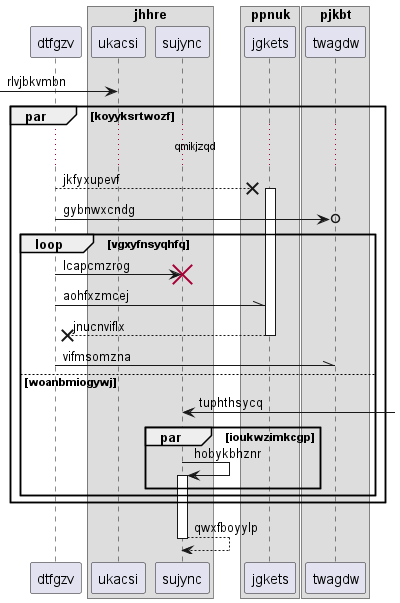 jhhre ppnuk pjkbt
dtfgzv ukacsi sujync jgkets twagdw
rlvjbkvmbn
par [koyyksrtwozf]
qmikjzqd
jkfyxupevf
gybnwxcndg
loop [vgxyfnsyqhfq]
lcapcmzrog
aohfxzmcej
jnucnviflx
vifmsomzna
[woanbmiogywj]
tuphthsycq
par [ioukwzimkcgp]
hobykbhznr
qwxfboyylp
dtfgzv ukacsi sujync jgkets twagdw